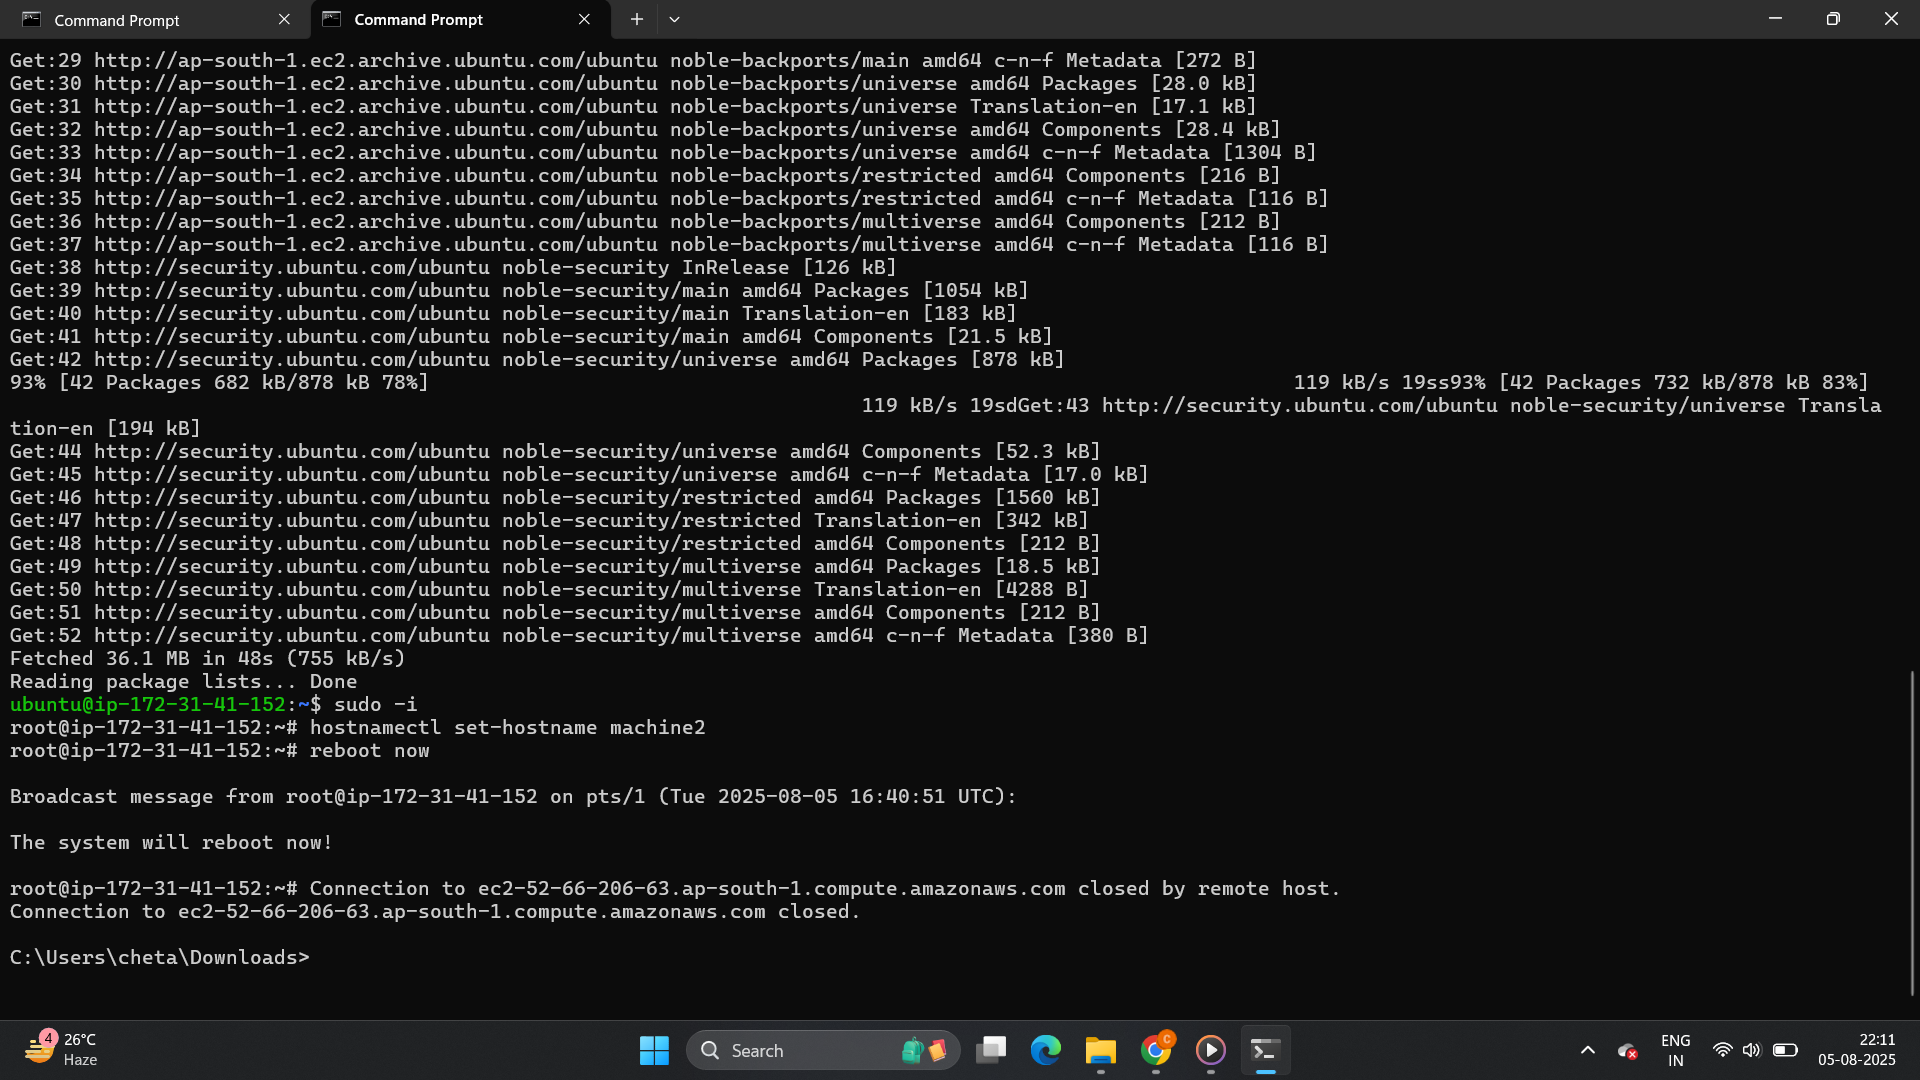 Command Prompt
Command Prompt
Get:29 http://ap-south-1.ec2.archive.ubuntu.com/ubuntu noble-backports/main amd64 c-n-f Metadata [272 B]
Get:30 http://ap-south-1.ec2.archive.ubuntu.com/ubuntu noble-backports/universe amd64 Packages [28.0 kB]
Get:31 http://ap-south-1.ec2.archive.ubuntu.com/ubuntu noble-backports/universe Translation-en [17.1 kB]
Get:32 http://ap-south-1.ec2.archive.ubuntu.com/ubuntu noble-backports/universe amd64 Components [28.4 kB]
Get:33 http://ap-south-1.ec2.archive.ubuntu.com/ubuntu noble-backports/universe amd64 c-n-f Metadata [1304 B]
Get:34 http://ap-south-1.ec2.archive.ubuntu.com/ubuntu noble-backports/restricted amd64 Components [216 B]
Get:35 http://ap-south-1.ec2.archive.ubuntu.com/ubuntu noble-backports/restricted amd64 c-n-f Metadata [116 B]
Get:36 http://ap-south-1.ec2.archive.ubuntu.com/ubuntu noble-backports/multiverse amd64 Components [212 B]
Get:37 http://ap-south-1.ec2.archive.ubuntu.com/ubuntu noble-backports/multiverse amd64 c-n-f Metadata [116 B]
Get:38 http://security.ubuntu.com/ubuntu noble-security InRelease [126 kB]
Get:39 http://security.ubuntu.com/ubuntu noble-security/main amd64 Packages [1054 kB]
Get:40 http://security.ubuntu.com/ubuntu noble-security/main Translation-en [183 kB]
Get:41 http://security.ubuntu.com/ubuntu noble-security/main amd64 Components [21.5 kB]
Get:42 http://security.ubuntu.com/ubuntu noble-security/universe amd64 Packages [878 kB]
93% [42 Packages 682 kB/878 kB 78%] 119 kB/s 19ss93% [42 Packages 732 kB/878 kB 83%]
119 kB/s 19sdGet:43 http://security.ubuntu.com/ubuntu noble-security/universe Transla
tion-en [194 kB]
Get:44 http://security.ubuntu.com/ubuntu noble-security/universe amd64 Components [52.3 kB]
Get:45 http://security.ubuntu.com/ubuntu noble-security/universe amd64 c-n-f Metadata [17.0 kB]
Get:46 http://security.ubuntu.com/ubuntu noble-security/restricted amd64 Packages [1560 kB]
Get:47 http://security.ubuntu.com/ubuntu noble-security/restricted Translation-en [342 kB]
Get:48 http://security.ubuntu.com/ubuntu noble-security/restricted amd64 Components [212 B]
Get:49 http://security.ubuntu.com/ubuntu noble-security/multiverse amd64 Packages [18.5 kB]
Get:50 http://security.ubuntu.com/ubuntu noble-security/multiverse Translation-en [4288 B]
Get:51 http://security.ubuntu.com/ubuntu noble-security/multiverse amd64 Components [212 B]
Get:52 http://security.ubuntu.com/ubuntu noble-security/multiverse amd64 c-n-f Metadata [380 B]
Fetched 36.1 MB in 48s (755 kB/s)
Reading package lists... Done
ubuntu@ip-172-31-41-152:~$ sudo -i
root@ip-172-31-41-152:~# hostnamectl set-hostname machine2
root@ip-172-31-41-152:~# reboot now
Broadcast message from root@ip-172-31-41-152 on pts/1 (Tue 2025-08-05 16:40:51 UTC):
The system will reboot now!
root@ip-172-31-41-152:~# Connection to ec2-52-66-206-63.ap-south-1.compute.amazonaws.com closed by remote host.
Connection to ec2-52-66-206-63.ap-south-1.compute.amazonaws.com closed.
C:\Users\cheta\Downloads>
4
26°C
Haze
Search
C
ENG
IN
22:11
05-08-2025